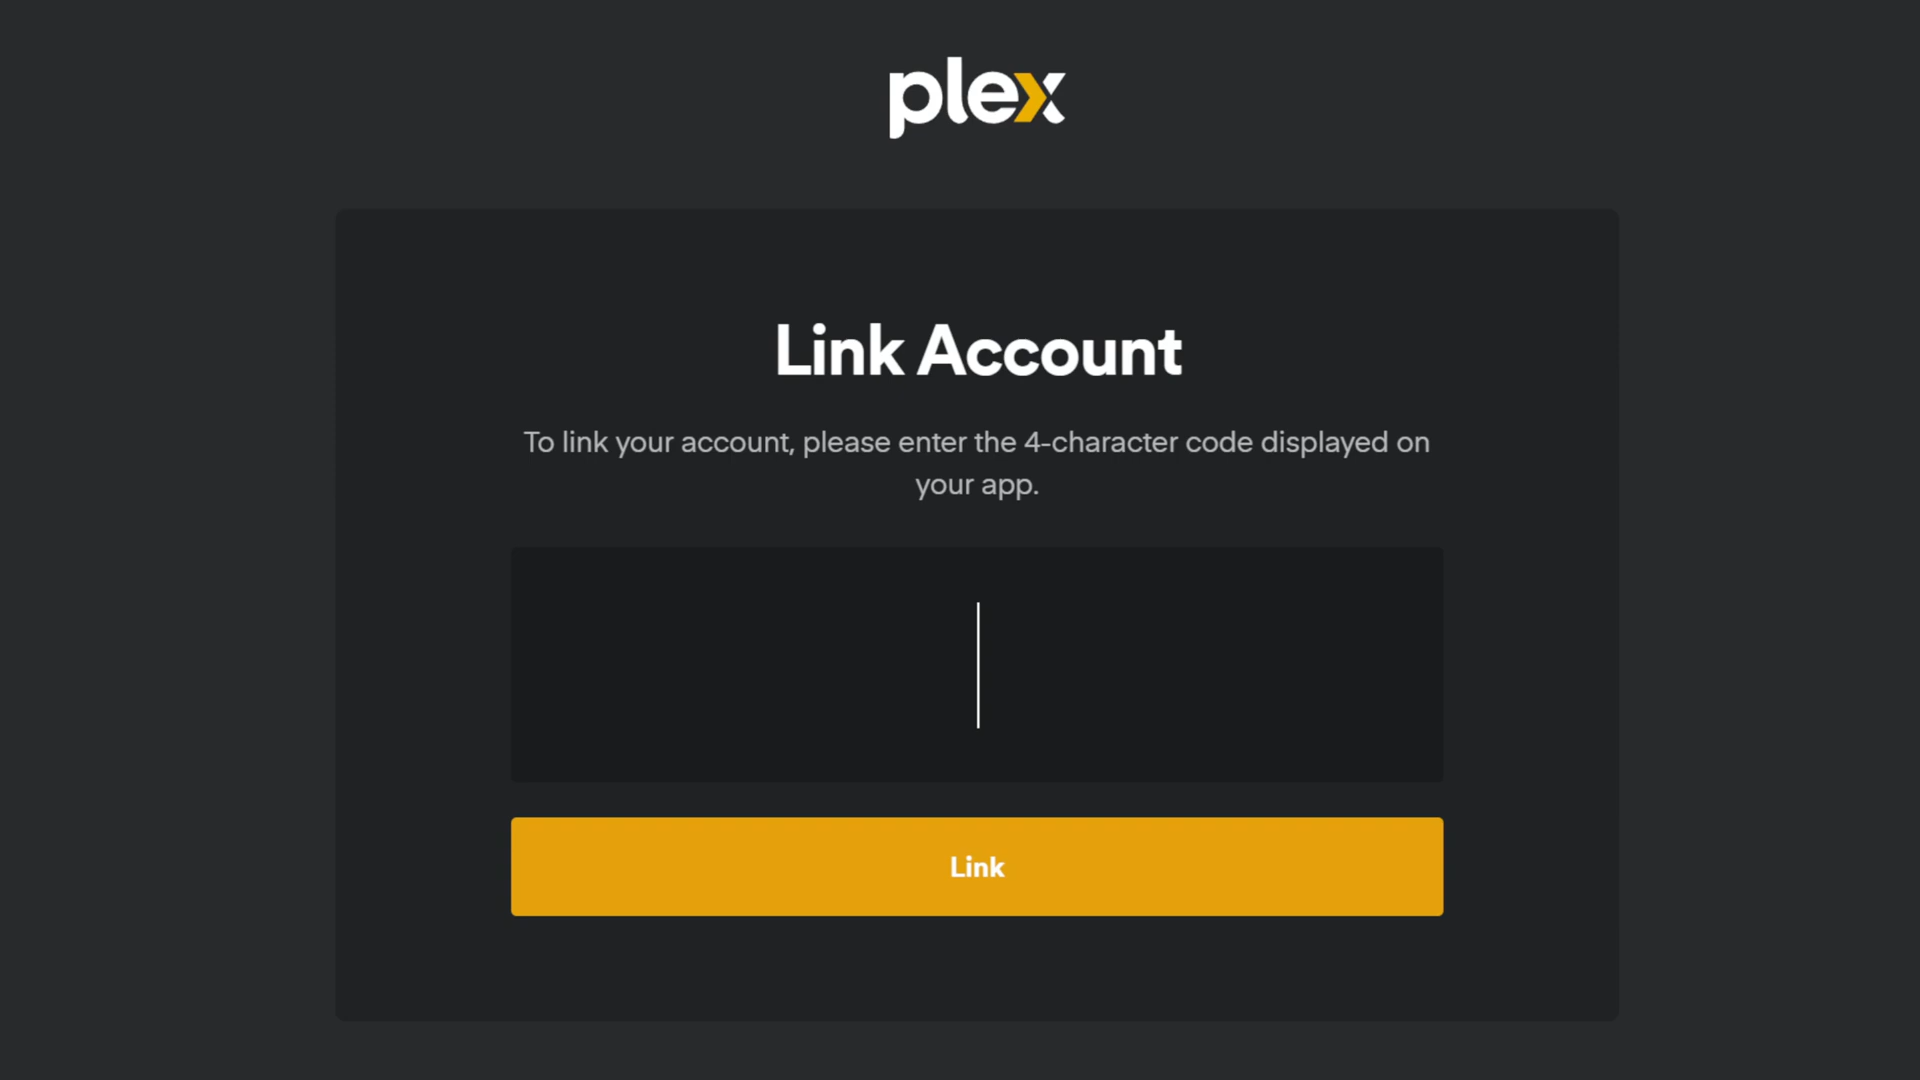 plex
Link Account
To link your account, please enter the 4-character code displayed on
your app.
Link